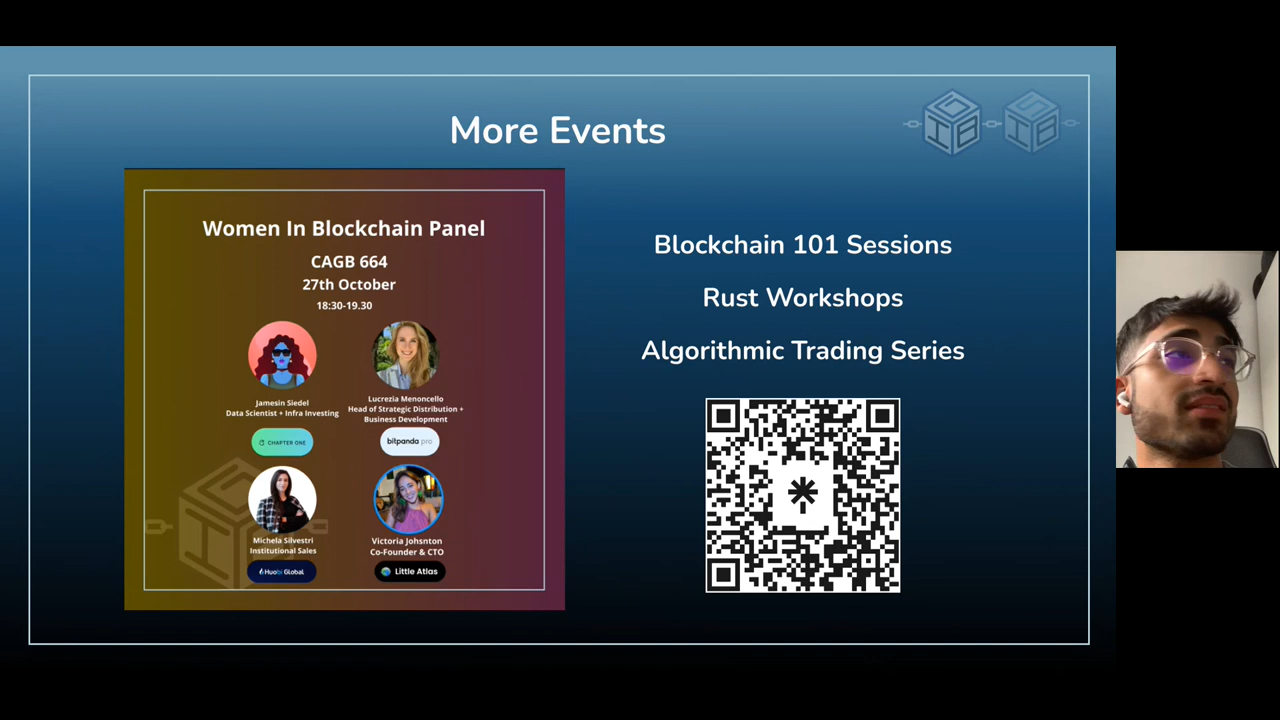 More Events
Women In Blockchain Panel
CAGB 664
27th October
18:30-19.30
Jamesin Siedel
Data Scientist + Infra Investing
CHAPTER ONE
Lucrezia Menoncello
Head of Strategic Distribution +
Business Development
bitpanda pro
Michela Silvestri
Institutional Sales
Huobi Global
Victoria Johsnton
Co-Founder & CTO
Little Atlas
Blockchain 101 Sessions
Rust Workshops
Algorithmic Trading Series